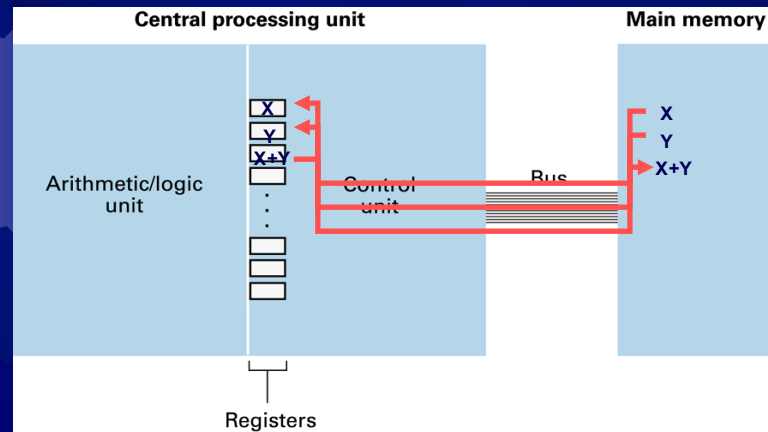 Central processing unit
Main memory
X
Y
X+Y
X
Y
X+Y
Arithmetic/logic
unit
Control
unit
Bus
Registers